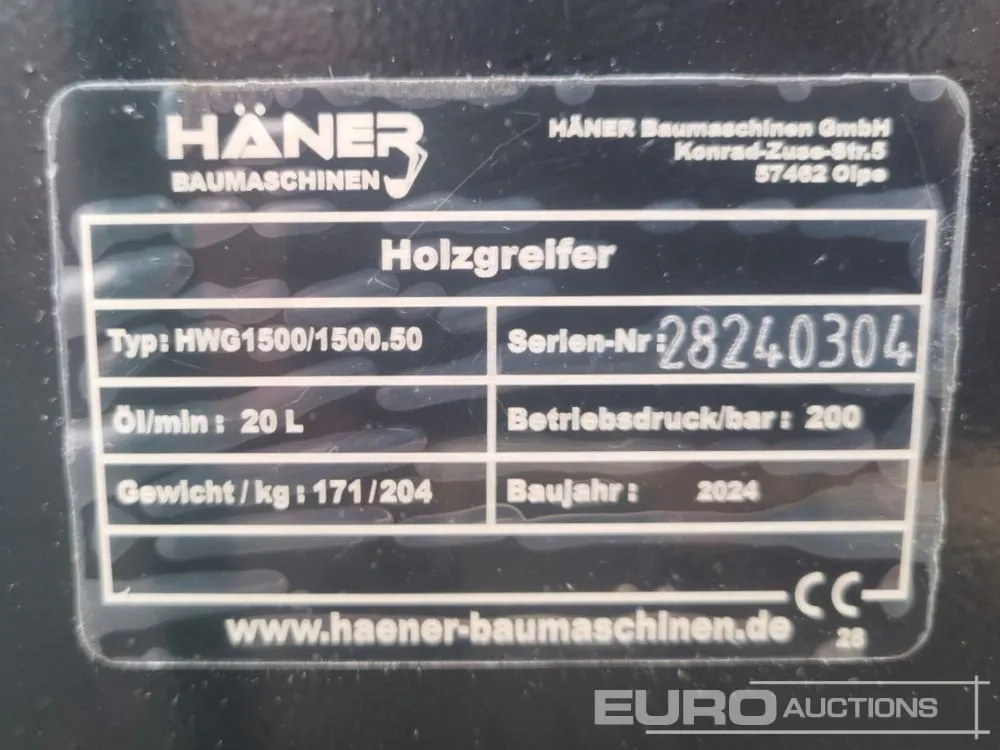 HÄNER
BAUMASCHINEN
HÄNER Baumaschinen GmbH
Konrad-Zuse-Str.5
57462 Olpe
Holzgreifer
Typ: HWG1500/1500.50
Serien-Nr: 28240304
Öl/min: 20 L
Betriebsdruck/bar: 200
Gewicht/kg: 171/204
Baujahr: 2024
CC
www.haener-baumaschinen.de
28
EURO AUCTIONS